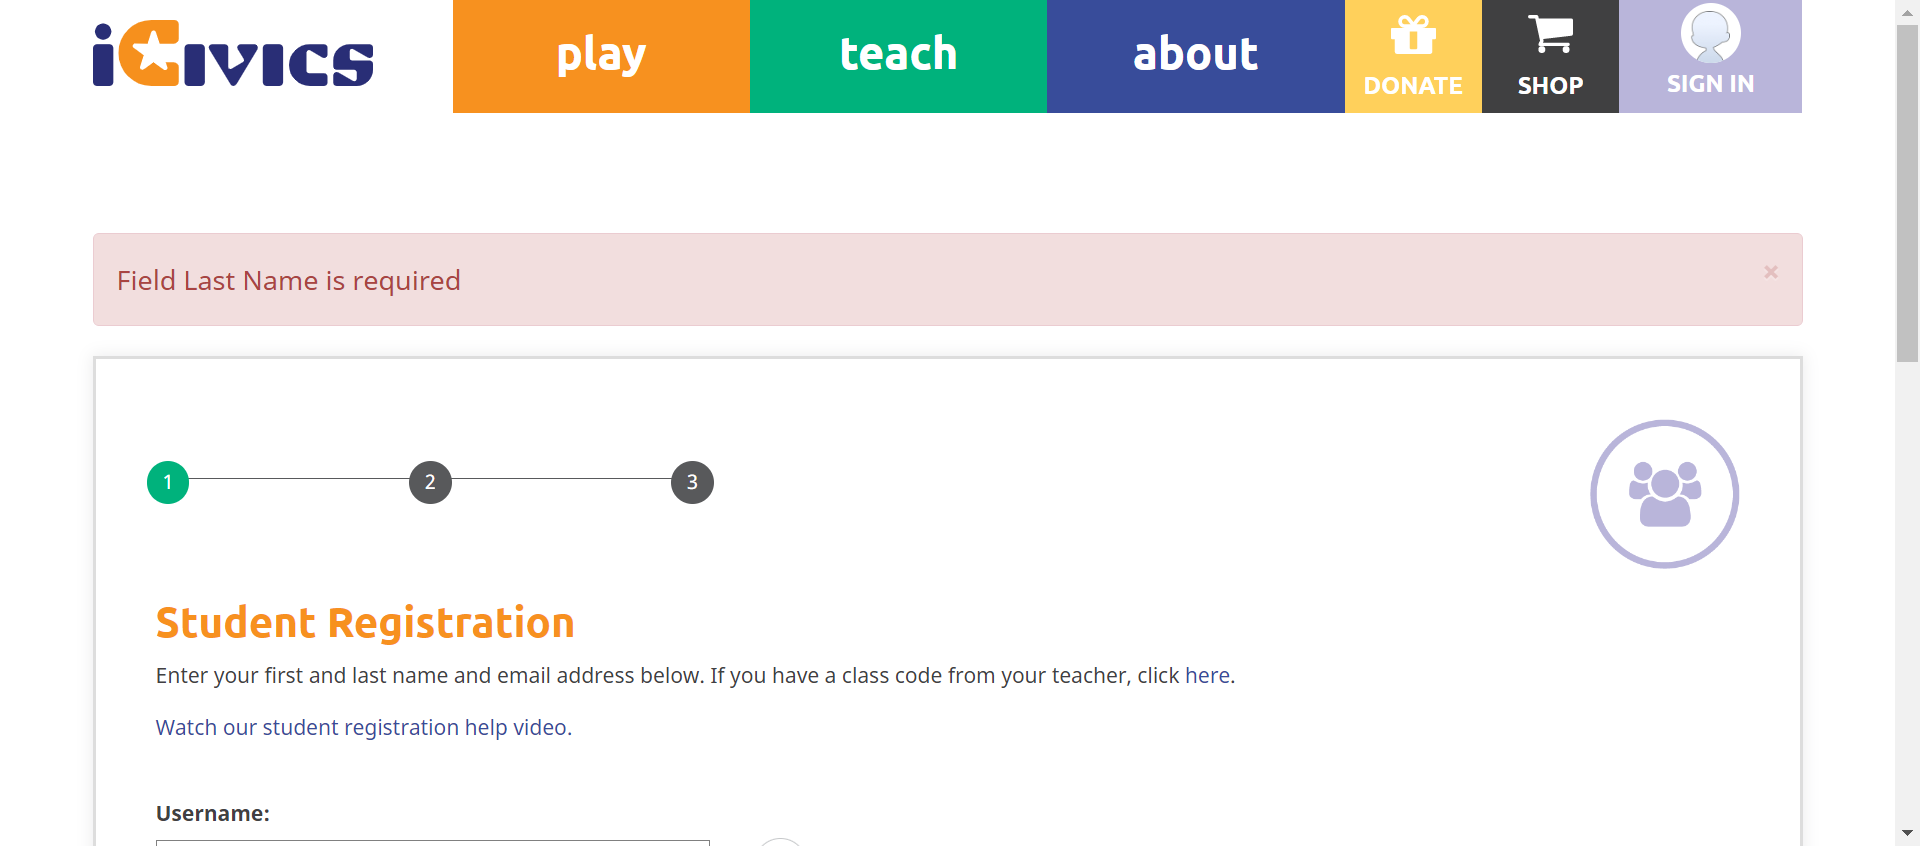 iCivics
play
teach
about
DONATE
SHOP
SIGN IN
Field Last Name is required
×
1
2
3
Student Registration
Enter your first and last name and email address below. If you have a class code from your teacher, click here.
Watch our student registration help video.
Username: